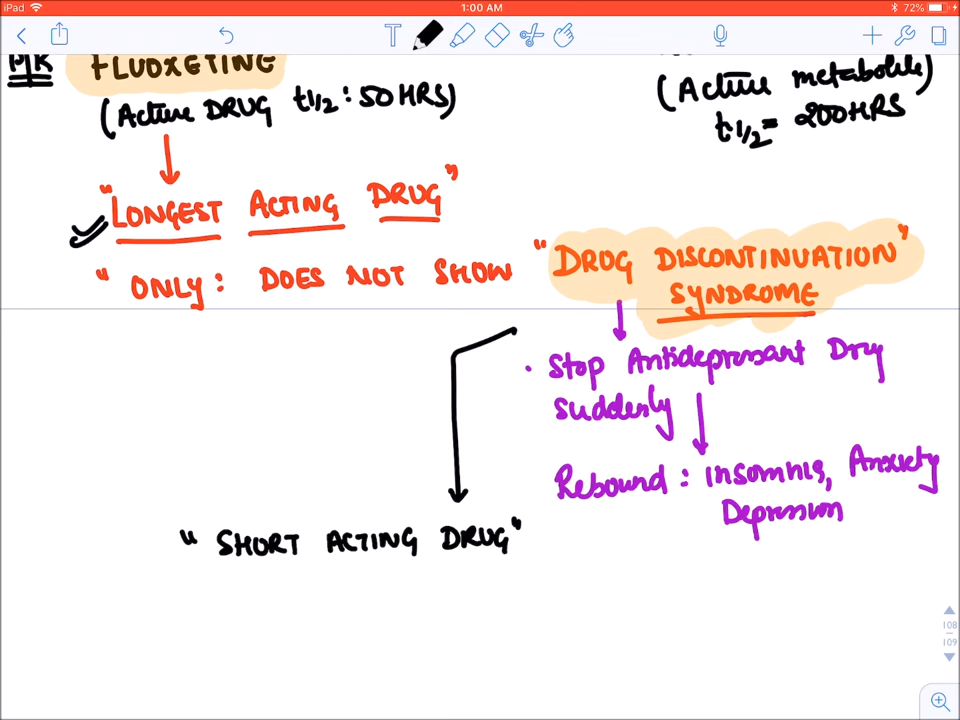 iPad 1:00 AM 72%
T
P/K FLUOXETINE
(Active DRUG t1/2 : 50 HRS)
(Active metabolite)
t1/2 = 200 HRS
"LONGEST ACTING DRUG"
" ONLY : DOES NOT SHOW "DRUG DISCONTINUATION"
SYNDROME
• Stop Antidepressant Drug
suddenly
Rebound : insomnia, Anxiety
Depression
" SHORT ACTING DRUG"
108
109